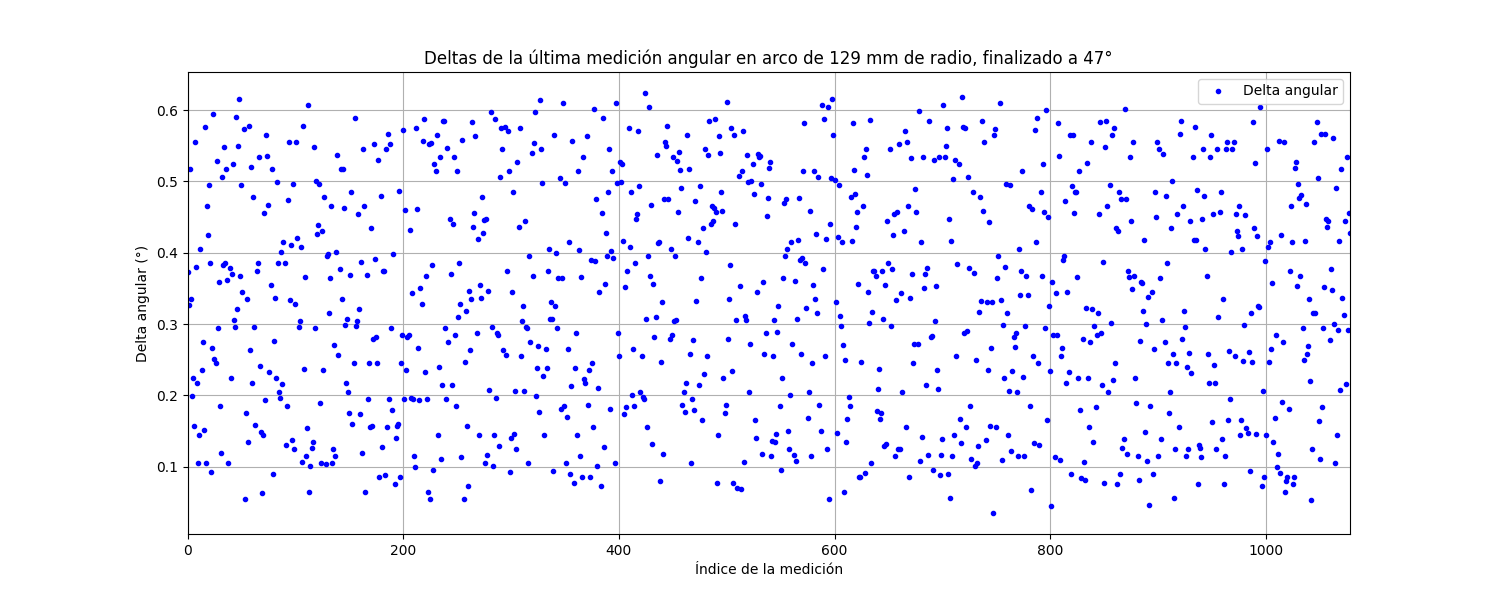 Deltas de la última medición angular en arco de 129 mm de radio, finalizado a 47°
Delta angular
0.6
0.5
0.4
0.3
0.2
0.1
Delta angular (°)
0 200 400 600 800 1000
Índice de la medición